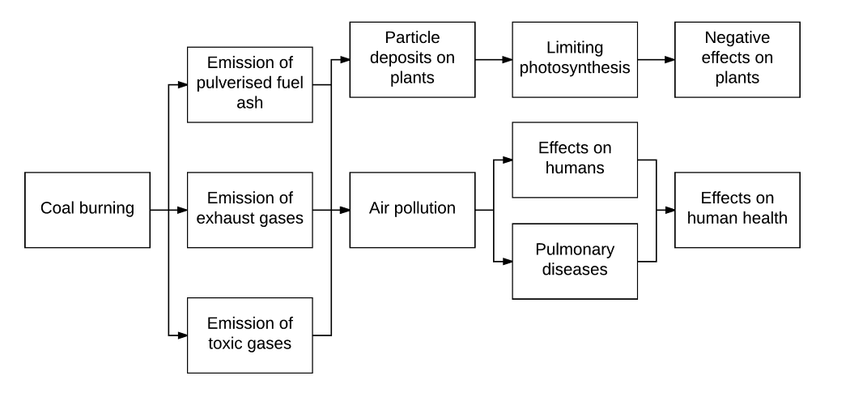 Coal burning
Emission of
pulverised fuel
ash
Emission of
exhaust gases
Emission of
toxic gases
Particle
deposits on
plants
Limiting
photosynthesis
Negative
effects on
plants
Air pollution
Effects on
humans
Pulmonary
diseases
Effects on
human health